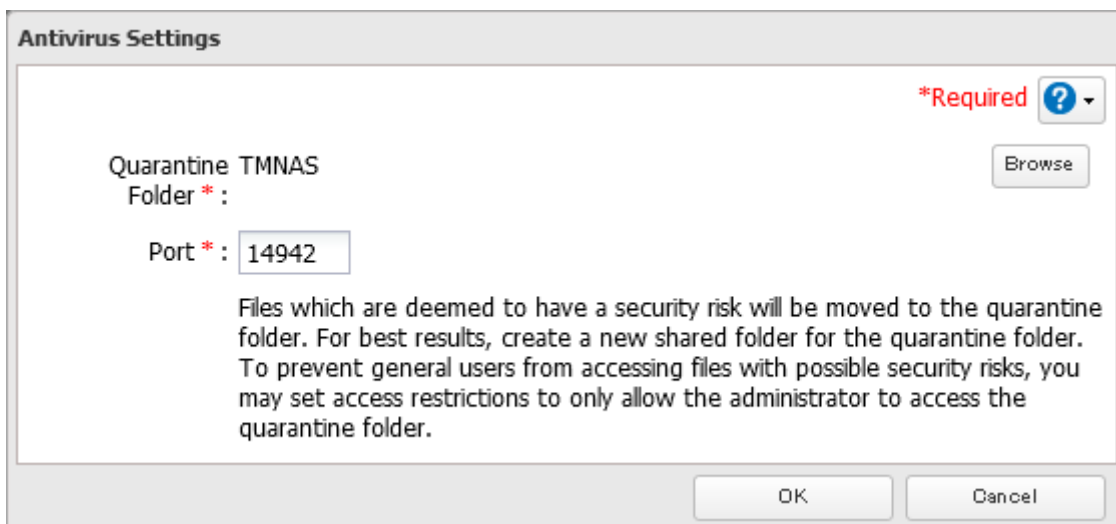 Antivirus Settings
*Required
Quarantine TMNAS Browse
Folder * :
Port * : 14942
Files which are deemed to have a security risk will be moved to the quarantine
folder. For best results, create a new shared folder for the quarantine folder.
To prevent general users from accessing files with possible security risks, you
may set access restrictions to only allow the administrator to access the
quarantine folder.
OK Cancel